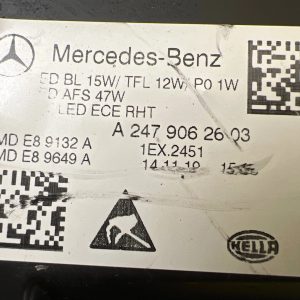 Mercedes-Benz
ED BL 15W/ TFL 12W/ P0 1W
D AFS 47W
LED ECE RHT
A 247 906 26 03
MD E8 9132 A
1EX.2451
MD E8 9649 A
14.11.19
HELLA